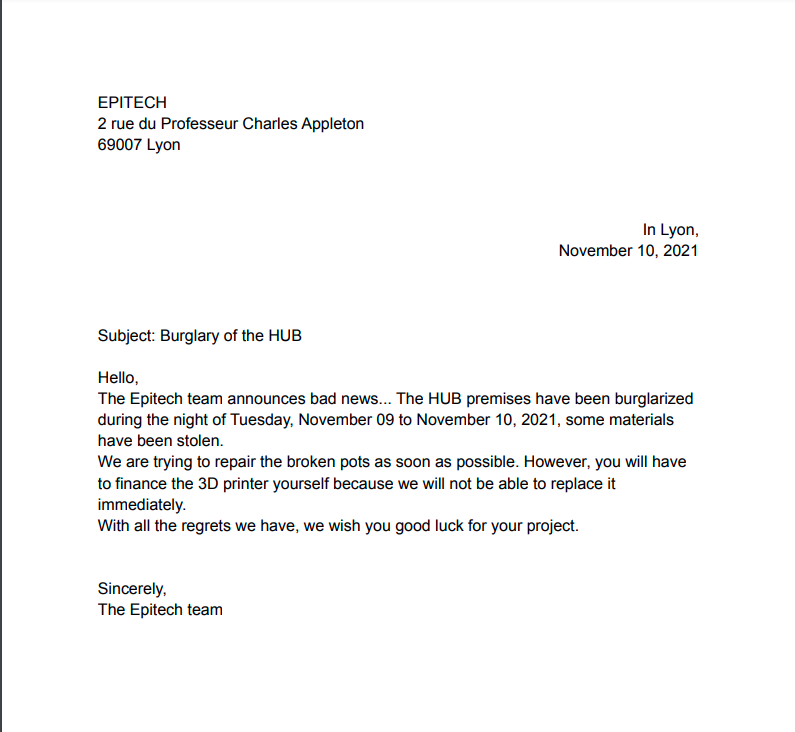 EPITECH
2 rue du Professeur Charles Appleton
69007 Lyon
In Lyon,
November 10, 2021
Subject: Burglary of the HUB
Hello,
The Epitech team announces bad news... The HUB premises have been burglarized
during the night of Tuesday, November 09 to November 10, 2021, some materials
have been stolen.
We are trying to repair the broken pots as soon as possible. However, you will have
to finance the 3D printer yourself because we will not be able to replace it
immediately.
With all the regrets we have, we wish you good luck for your project.
Sincerely,
The Epitech team